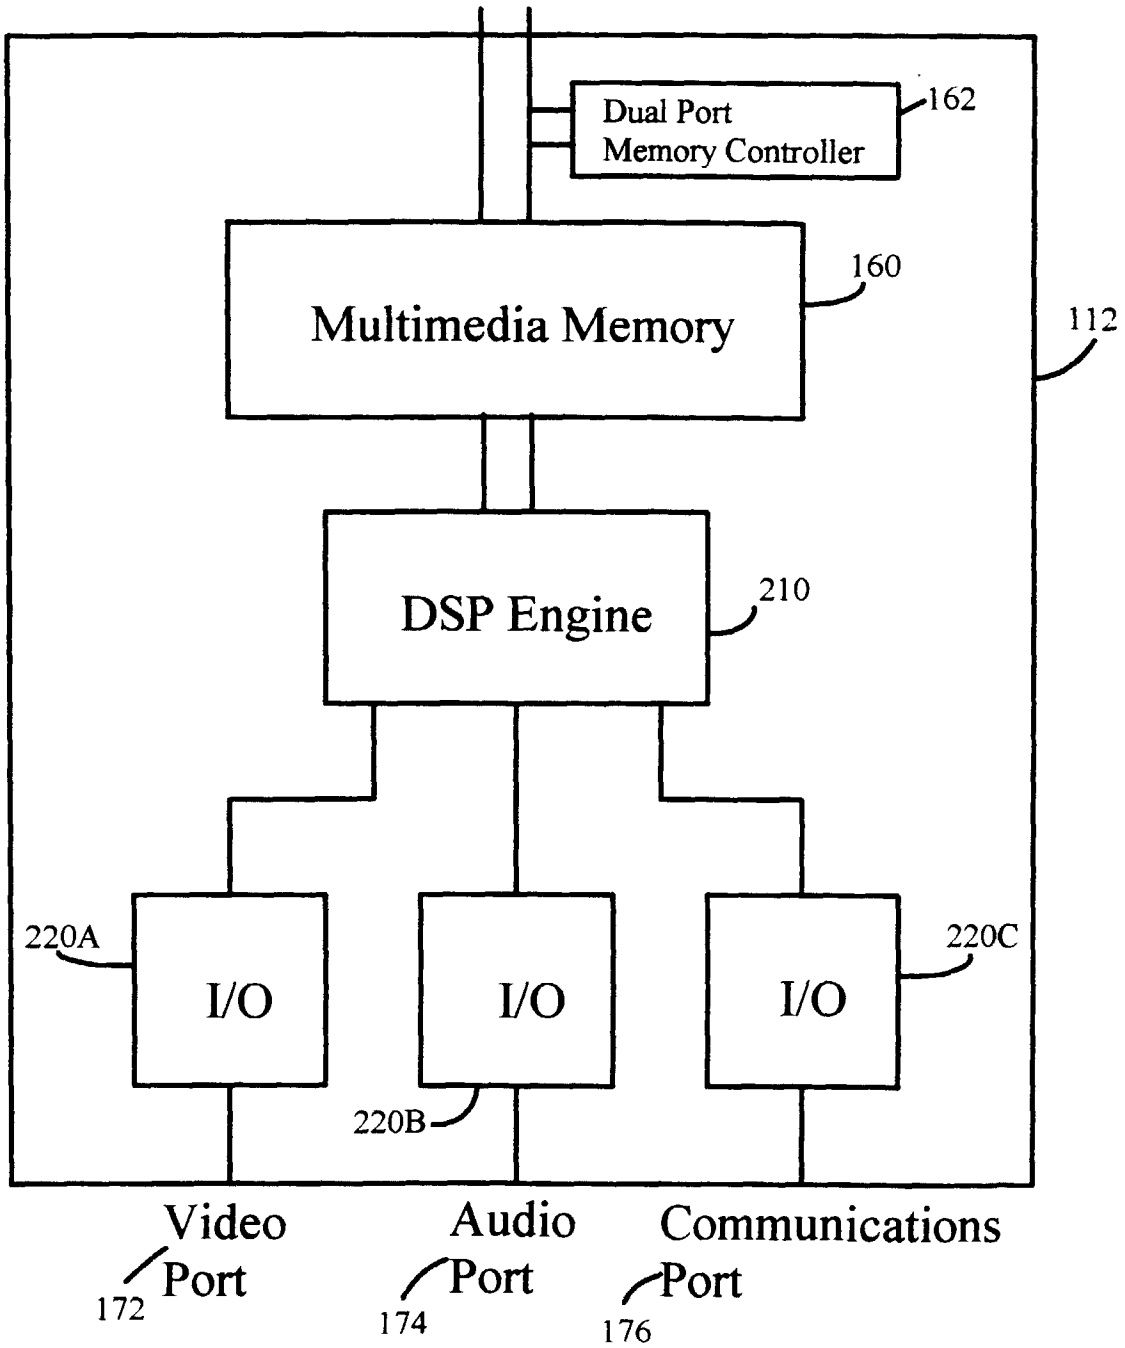 Dual Port
Memory Controller
162
Multimedia Memory
160
112
DSP Engine
210
220A
I/O
I/O
I/O
220C
220B
Video
Port
Audio
Port
Communications
Port
172
174
176